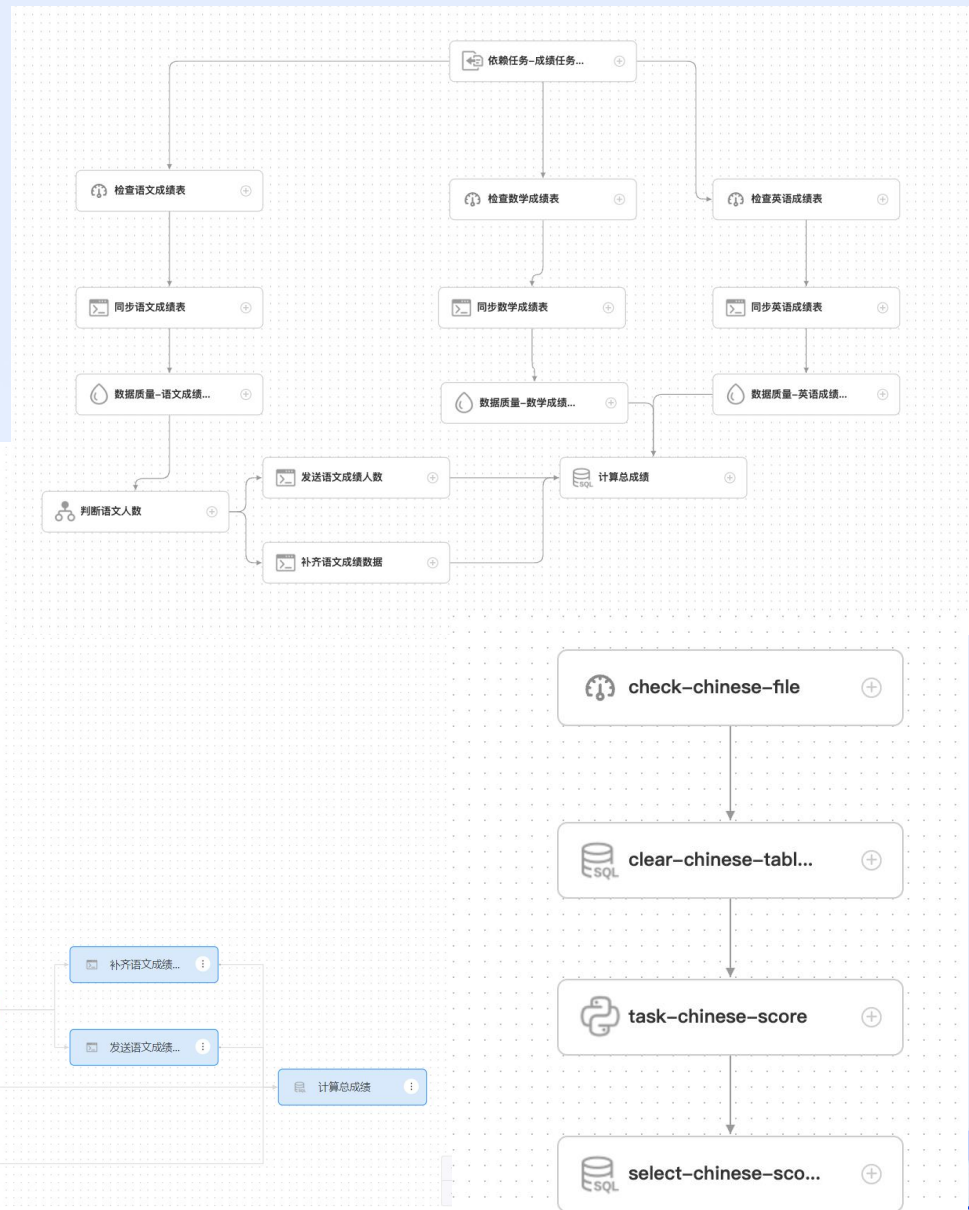 依赖任务-成绩任务...
检查语文成绩表
检查数学成绩表
检查英语成绩表
同步语文成绩表
同步数学成绩表
同步英语成绩表
数据质量-语文成绩...
数据质量-数学成绩...
数据质量-英语成绩...
发送语文成绩人数
SQL 计算总成绩
判断语文人数
补齐语文成绩数据
check-chinese-file
SQL clear-chinese-tabl...
task-chinese-score
SQL select-chinese-sco...
补齐语文成绩...
发送语文成绩...
计算总成绩